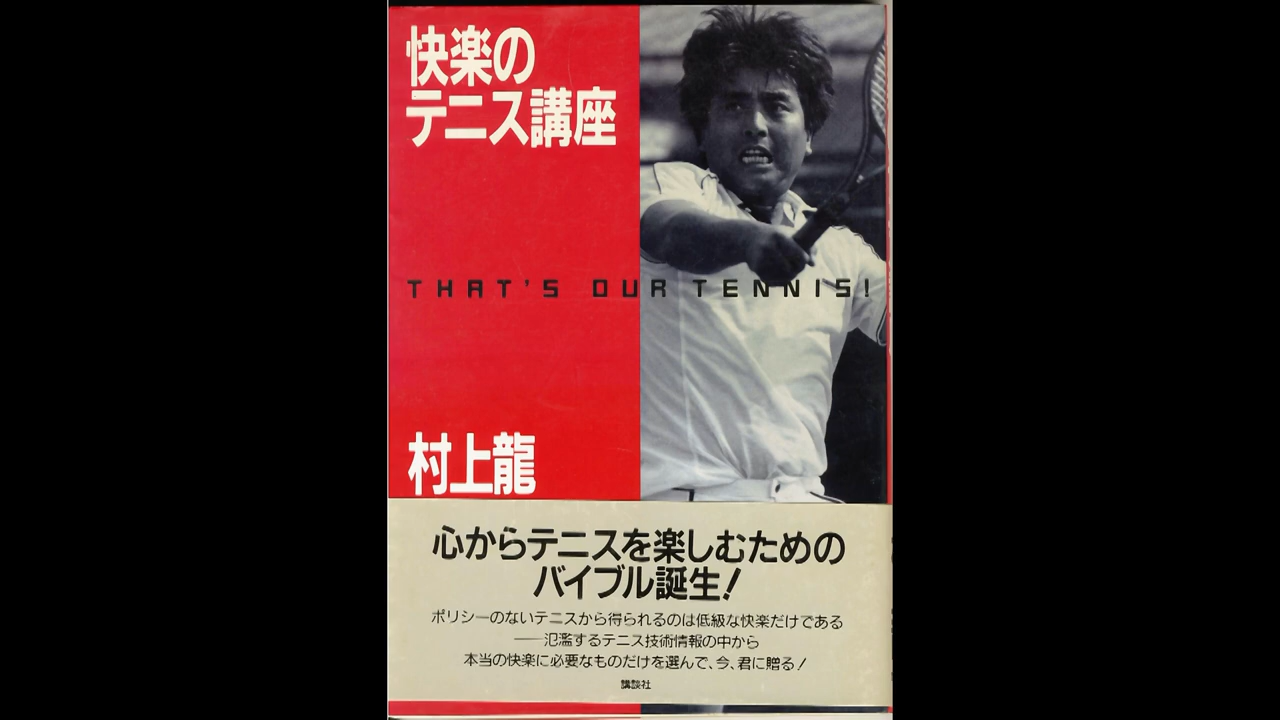 快楽の
テニス講座
THAT'S OUR TENNIS!
村上龍
心からテニスを楽しむための
バイブル誕生!
ポリシーのないテニスから得られるのは低級な快楽だけである
──氾濫するテニス技術情報の中から
本当の快楽に必要なものだけを選んで、今、君に贈る!
講談社